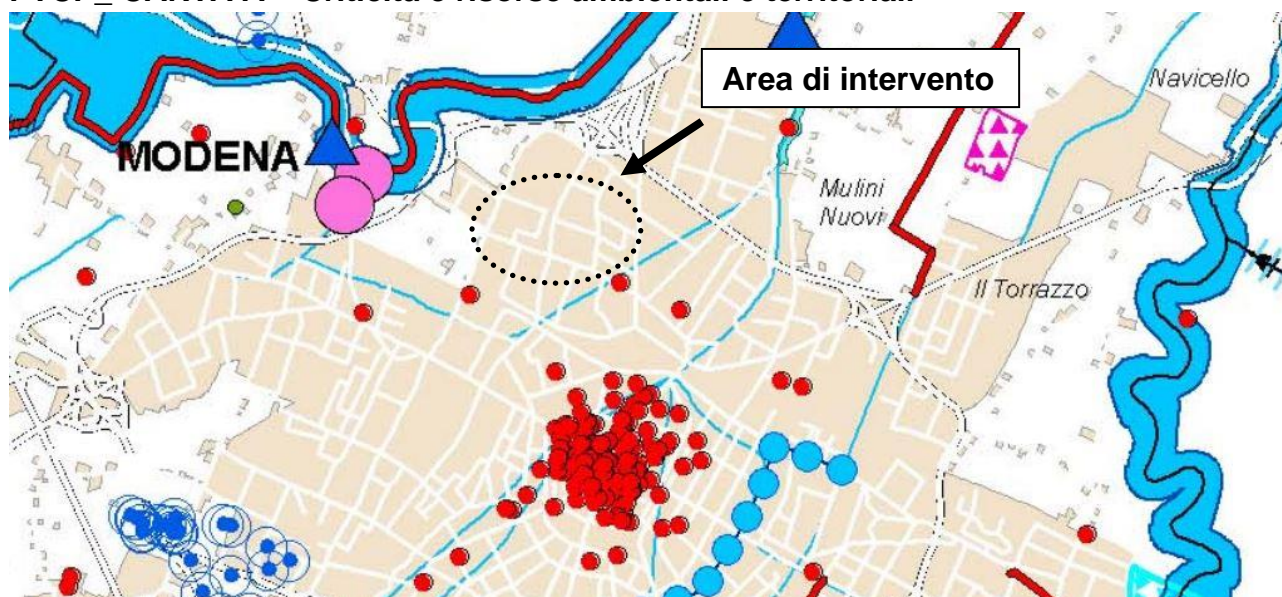 Area di intervento
Navicello
MODENA
Mulini
Nuovi
Il Torrazzo